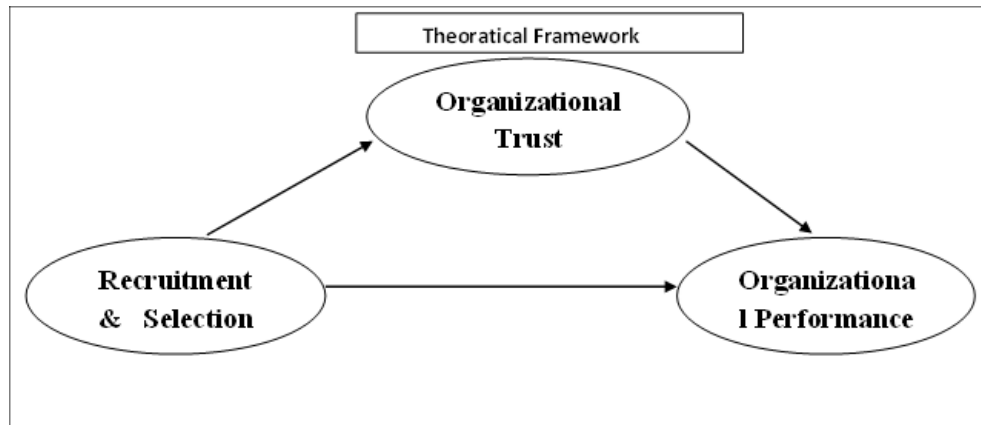 Theoratical Framework
Organizational
Trust
Recruitment
& Selection
Organizationa
l Performance